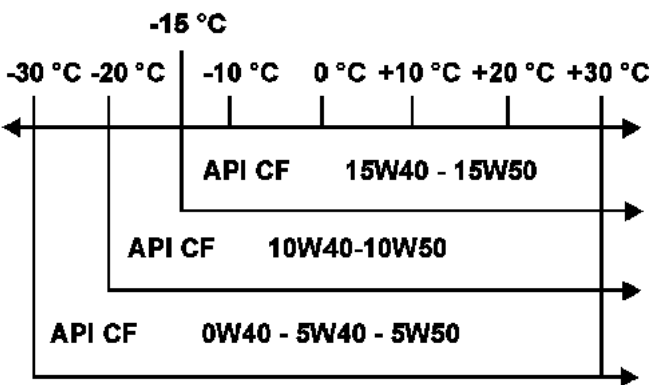 -15 °C
-30 °C -20 °C -10 °C 0 °C +10 °C +20 °C +30 °C
API CF 15W40 - 15W50
API CF 10W40-10W50
API CF 0W40 - 5W40 - 5W50